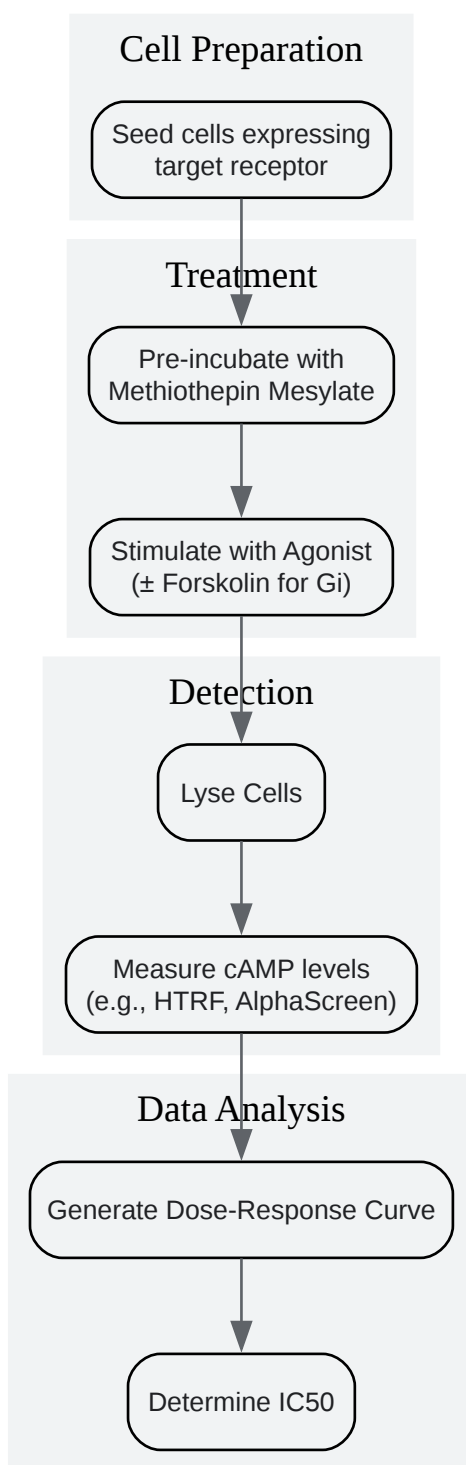 Cell Preparation
Seed cells expressing
target receptor
Treatment
Pre-incubate with
Methiothepin Mesylate
Stimulate with Agonist
(± Forskolin for Gi)
Detection
Lyse Cells
Measure cAMP levels
(e.g., HTRF, AlphaScreen)
Data Analysis
Generate Dose-Response Curve
Determine IC50